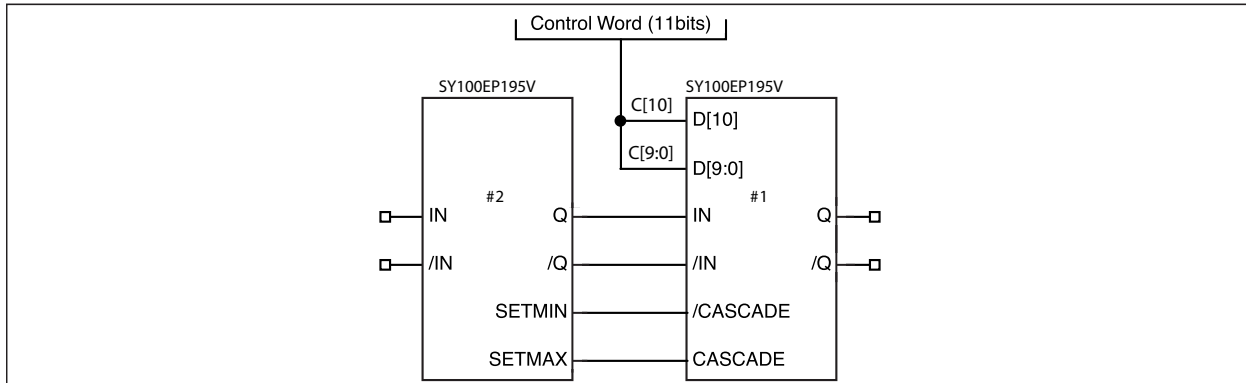 Control Word (11bits)
SY100EP195V
SY100EP195V
C[10]
D[10]
C[9:0]
D[9:0]
#2
#1
IN
Q
IN
Q
/IN
/Q
/IN
/Q
SETMIN
/CASCADE
SETMAX
CASCADE